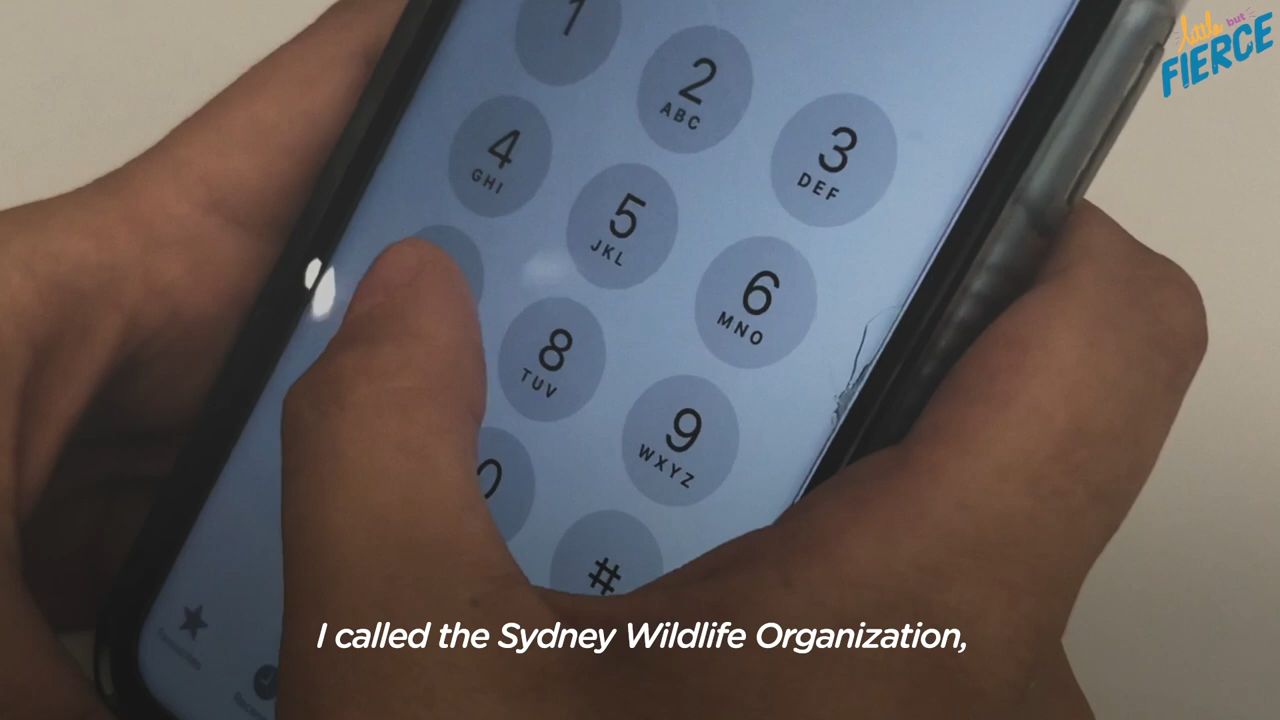 little but
FIERCE
1
2
ABC
3
DEF
4
GHI
5
JKL
6
MNO
8
TUV
9
WXYZ
0
#
I called the Sydney Wildlife Organization,